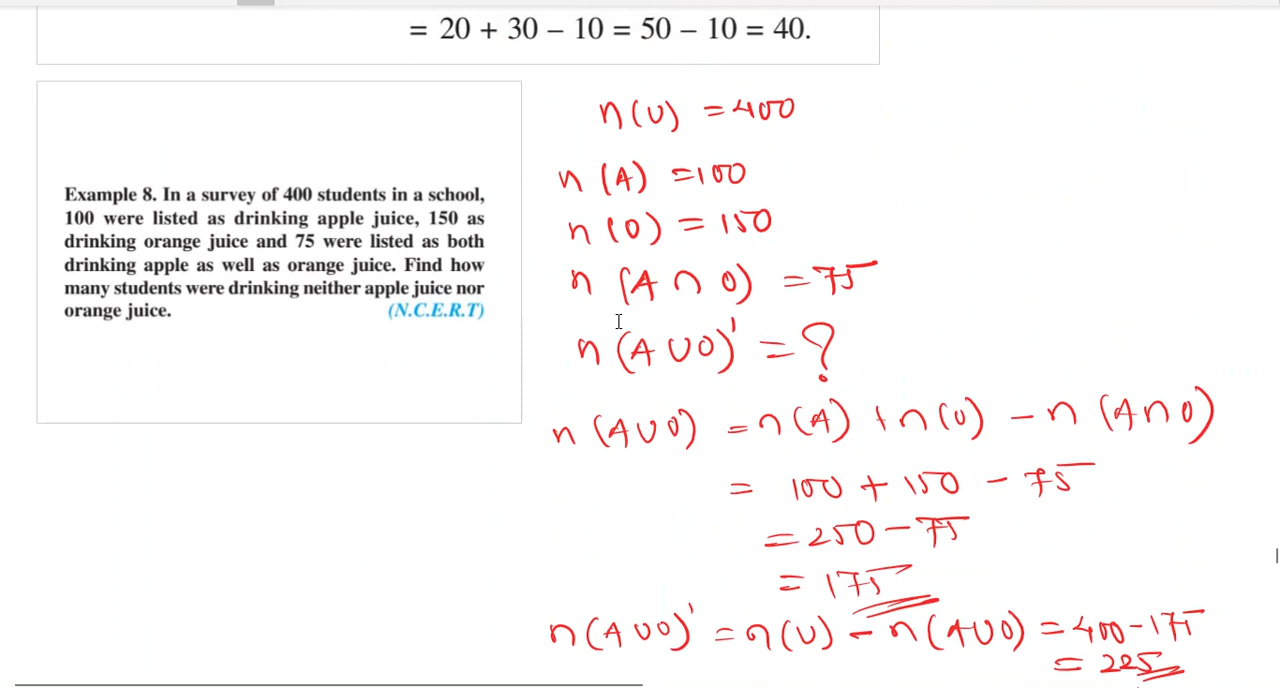 = 20 + 30 – 10 = 50 – 10 = 40.
Example 8. In a survey of 400 students in a school,
100 were listed as drinking apple juice, 150 as
drinking orange juice and 75 were listed as both
drinking apple as well as orange juice. Find how
many students were drinking neither apple juice nor
orange juice. (N.C.E.R.T)
n(U) = 400
n (A) = 100
n (O) = 150
n (A ∩ O) = 75
n (A ∪ O)' = ?
n (A ∪ O) = n(A) + n(O) - n (A ∩ O)
= 100 + 150 - 75
= 250 - 75
= 175
n (A ∪ O)' = n(U) - n(A ∪ O) = 400 - 175
= 225